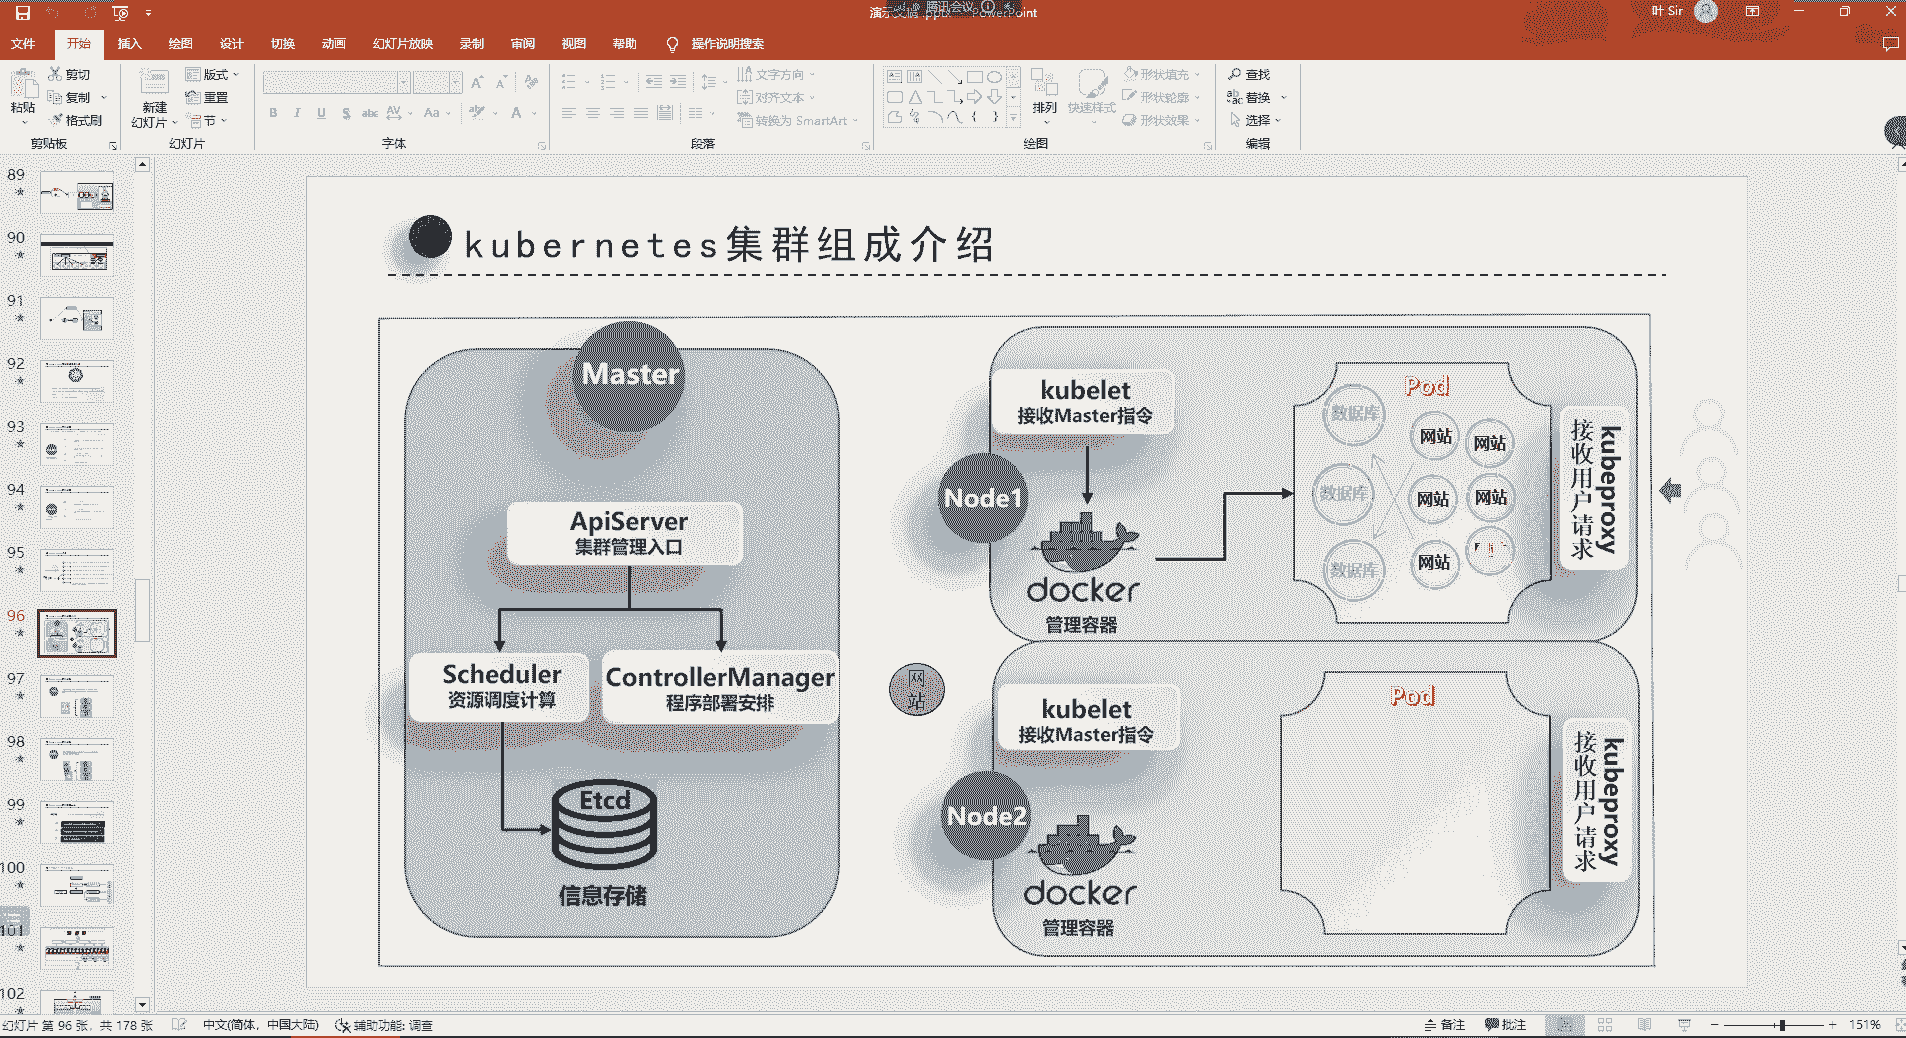 腾讯会议
演示文稿.pptx - PowerPoint
叶 Sir
文件 开始 插入 绘图 设计 切换 动画 幻灯片放映 录制 审阅 视图 帮助 操作说明搜索
粘贴
剪切
复制
格式刷
剪贴板
新建
幻灯片
版式
重置
节
幻灯片
B I U S abc AV Aa A
字体
文字方向
对齐文本
转换为 SmartArt
段落
排列
快速样式
形状填充
形状轮廓
形状效果
绘图
查找
替换
选择
编辑
89
90
91
92
93
94
95
96
97
98
99
100
101
102
kubernetes集群组成介绍
Master
ApiServer
集群管理入口
Scheduler
资源调度计算
ControllerManager
程序部署安排
Etcd
信息存储
网站
kubelet
接收Master指令
Node1
docker
管理容器
Pod
数据库
数据库
数据库
网站
网站
网站
网站
网站
kubeproxy
接收用户请求
kubelet
接收Master指令
Node2
docker
管理容器
Pod
kubeproxy
接收用户请求
幻灯片 第 96 张，共 178 张 中文(简体，中国大陆) 辅助功能: 调查
备注 批注 151%